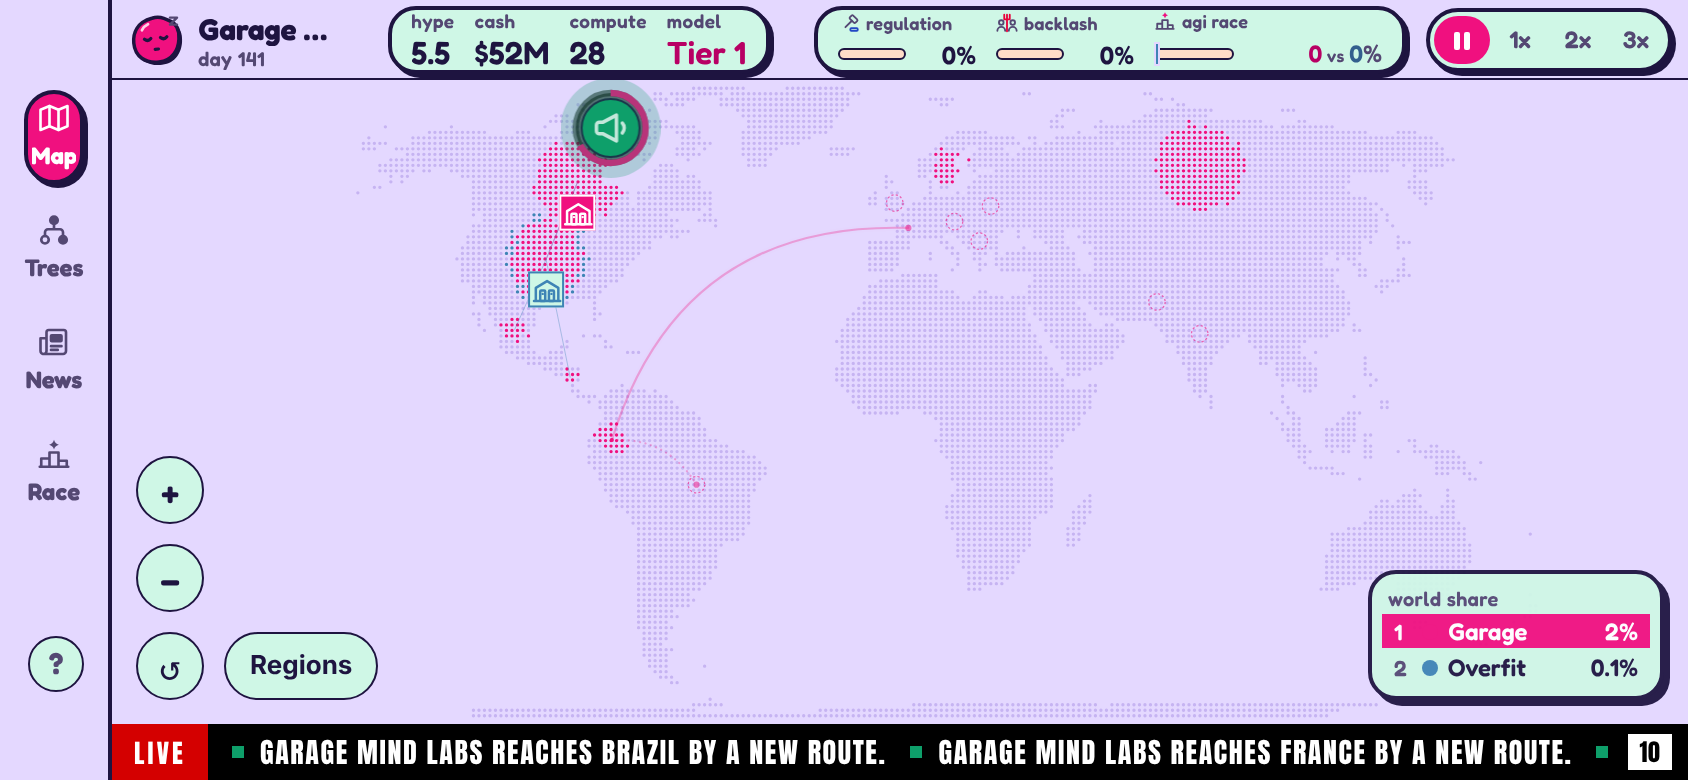 Garage ...
day 141
hype
5.5
cash
$52M
compute
28
model
Tier 1
regulation
0%
backlash
0%
agi race
0 vs 0%
1x
2x
3x
Map
Trees
News
Race
?
+
−
↺
Regions
world share
1 Garage 2%
2 Overfit 0.1%
LIVE
GARAGE MIND LABS REACHES BRAZIL BY A NEW ROUTE.
GARAGE MIND LABS REACHES FRANCE BY A NEW ROUTE.
10